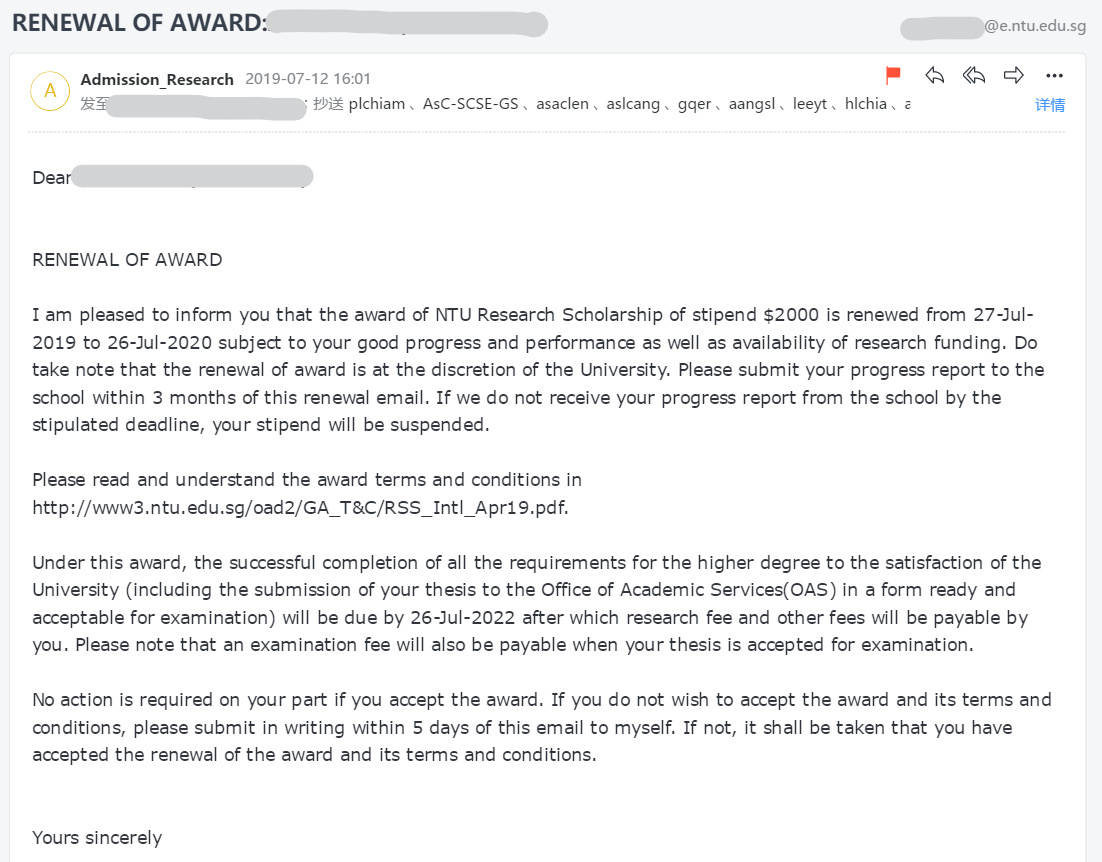 RENEWAL OF AWARD:
@e.ntu.edu.sg
A
Admission_Research 2019-07-12 16:01
发至 抄送 plchiam 、AsC-SCSE-GS 、asaclen 、aslcang 、gqer 、aangsl 、leeyt 、hlchia 、a
详情
Dear
RENEWAL OF AWARD
I am pleased to inform you that the award of NTU Research Scholarship of stipend $2000 is renewed from 27-Jul-
2019 to 26-Jul-2020 subject to your good progress and performance as well as availability of research funding. Do
take note that the renewal of award is at the discretion of the University. Please submit your progress report to the
school within 3 months of this renewal email. If we do not receive your progress report from the school by the
stipulated deadline, your stipend will be suspended.
Please read and understand the award terms and conditions in
http://www3.ntu.edu.sg/oad2/GA_T&C/RSS_Intl_Apr19.pdf.
Under this award, the successful completion of all the requirements for the higher degree to the satisfaction of the
University (including the submission of your thesis to the Office of Academic Services(OAS) in a form ready and
acceptable for examination) will be due by 26-Jul-2022 after which research fee and other fees will be payable by
you. Please note that an examination fee will also be payable when your thesis is accepted for examination.
No action is required on your part if you accept the award. If you do not wish to accept the award and its terms and
conditions, please submit in writing within 5 days of this email to myself. If not, it shall be taken that you have
accepted the renewal of the award and its terms and conditions.
Yours sincerely